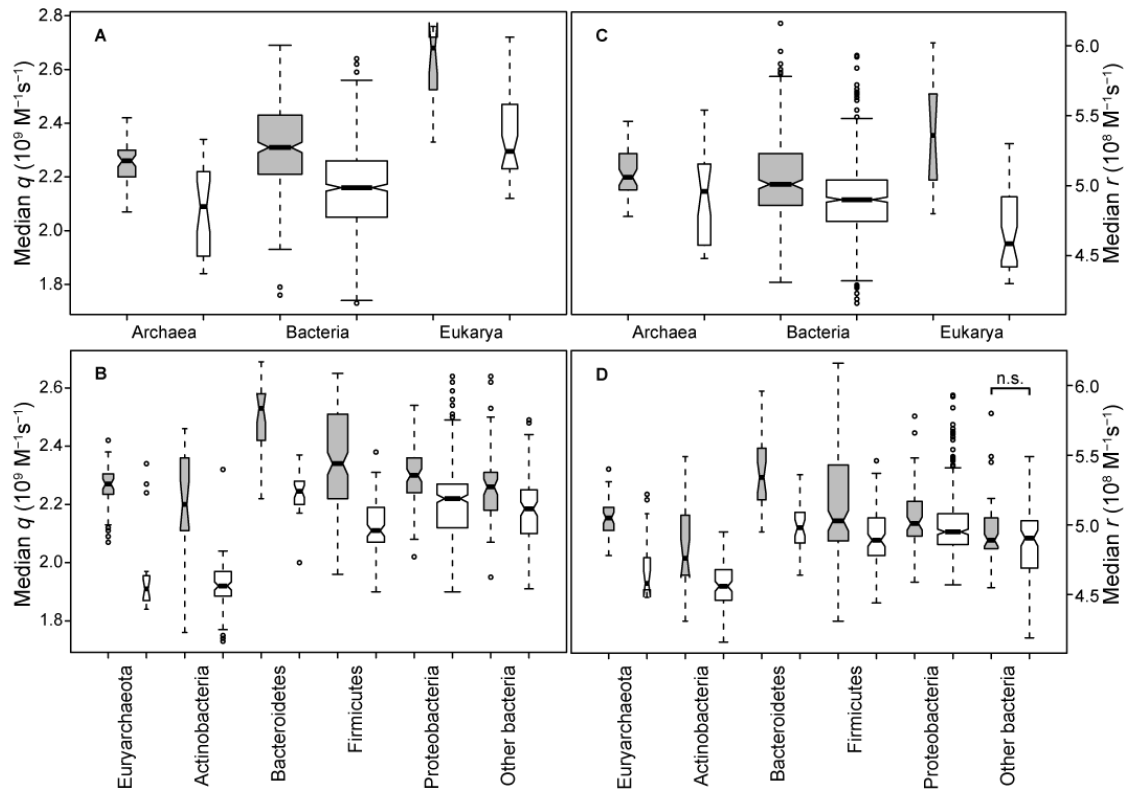 A
Median q (10⁹ M⁻¹s⁻¹)
2.8
2.6
2.4
2.2
2.0
1.8
Archaea
Bacteria
Eukarya
C
Median r (10⁸ M⁻¹s⁻¹)
6.0
5.5
5.0
4.5
Archaea
Bacteria
Eukarya
B
Median q (10⁹ M⁻¹s⁻¹)
2.6
2.4
2.2
2.0
1.8
Euryarchaeota
Actinobacteria
Bacteroidetes
Firmicutes
Proteobacteria
Other bacteria
D
n.s.
Median r (10⁸ M⁻¹s⁻¹)
6.0
5.5
5.0
4.5
Euryarchaeota
Actinobacteria
Bacteroidetes
Firmicutes
Proteobacteria
Other bacteria